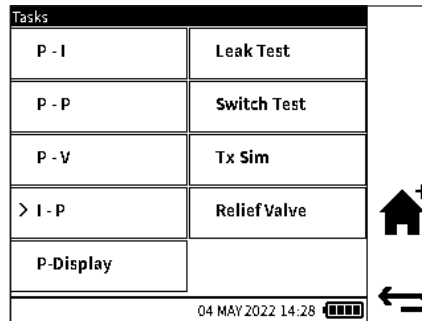 Tasks
P - I
Leak Test
P - P
Switch Test
P - V
Tx Sim
> I - P
Relief Valve
P-Display
04 MAY 2022 14:28